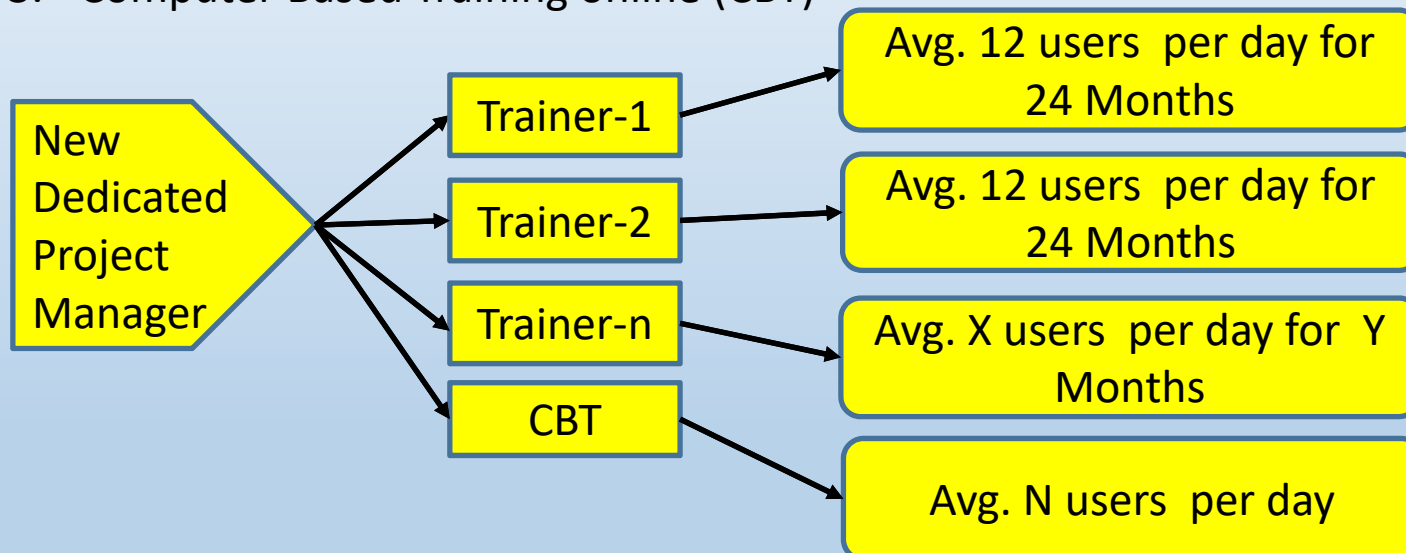 Computer Based Training online (CBT)
Avg. 12 users per day for
24 Months
New
Dedicated
Project
Manager
Trainer-1
Trainer-2
Avg. 12 users per day for
24 Months
Trainer-n
Avg. X users per day for Y
Months
CBT
Avg. N users per day